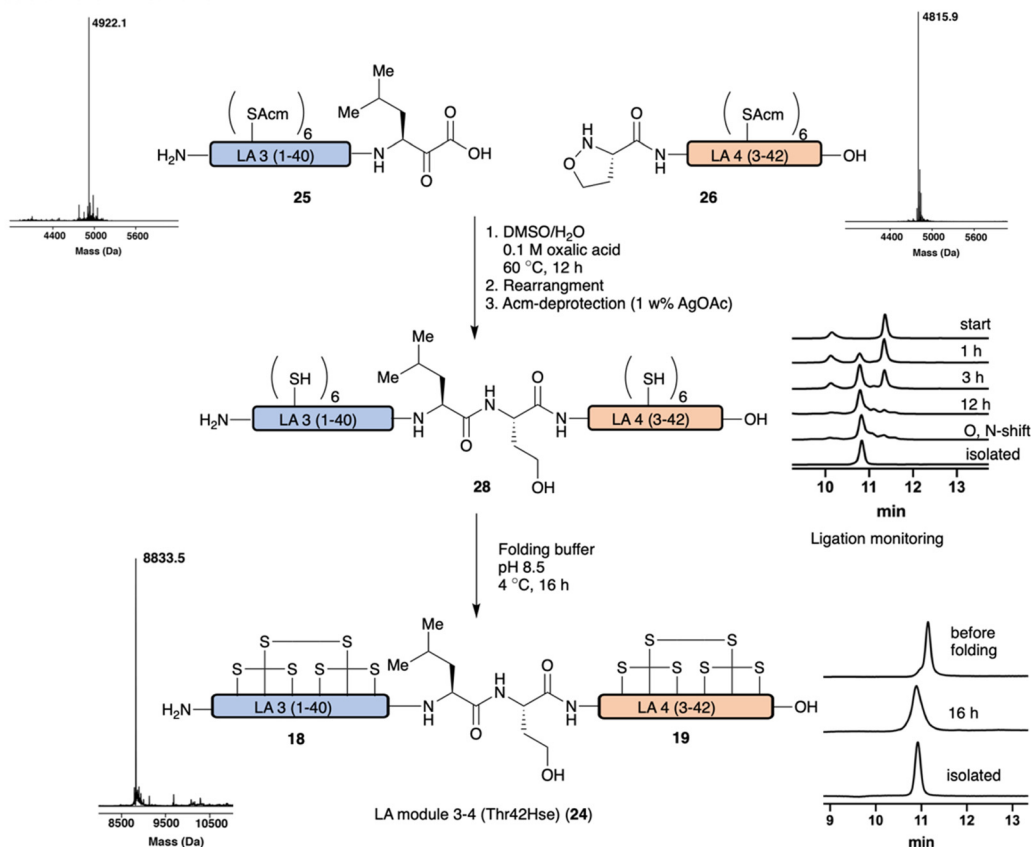 4922.1
4400 5000 5600
Mass (Da)
( SAcm ) 6
H₂N
LA 3 (1-40)
N
H
Me
Me
O
OH
O
25
H
N
O
O
N
H
( SAcm ) 6
LA 4 (3-42)
OH
26
4815.9
4400 5000 5600
Mass (Da)
1. DMSO/H₂O
0.1 M oxalic acid
60 °C, 12 h
2. Rearrangment
3. Acm-deprotection (1 w% AgOAc)
( SH ) 6
H₂N
LA 3 (1-40)
N
H
Me
Me
O
H
N
O
N
H
OH
( SH ) 6
LA 4 (3-42)
OH
28
start
1 h
3 h
12 h
O, N-shift
isolated
10 11 12 13
min
Ligation monitoring
Folding buffer
pH 8.5
4 °C, 16 h
8833.5
8500 9500 10500
Mass (Da)
S S
S S S S
H₂N
LA 3 (1-40)
18
N
H
Me
Me
O
H
N
O
N
H
OH
S S
S S S S
LA 4 (3-42)
OH
19
LA module 3-4 (Thr42Hse) (24)
before
folding
16 h
isolated
9 10 11 12 13
min